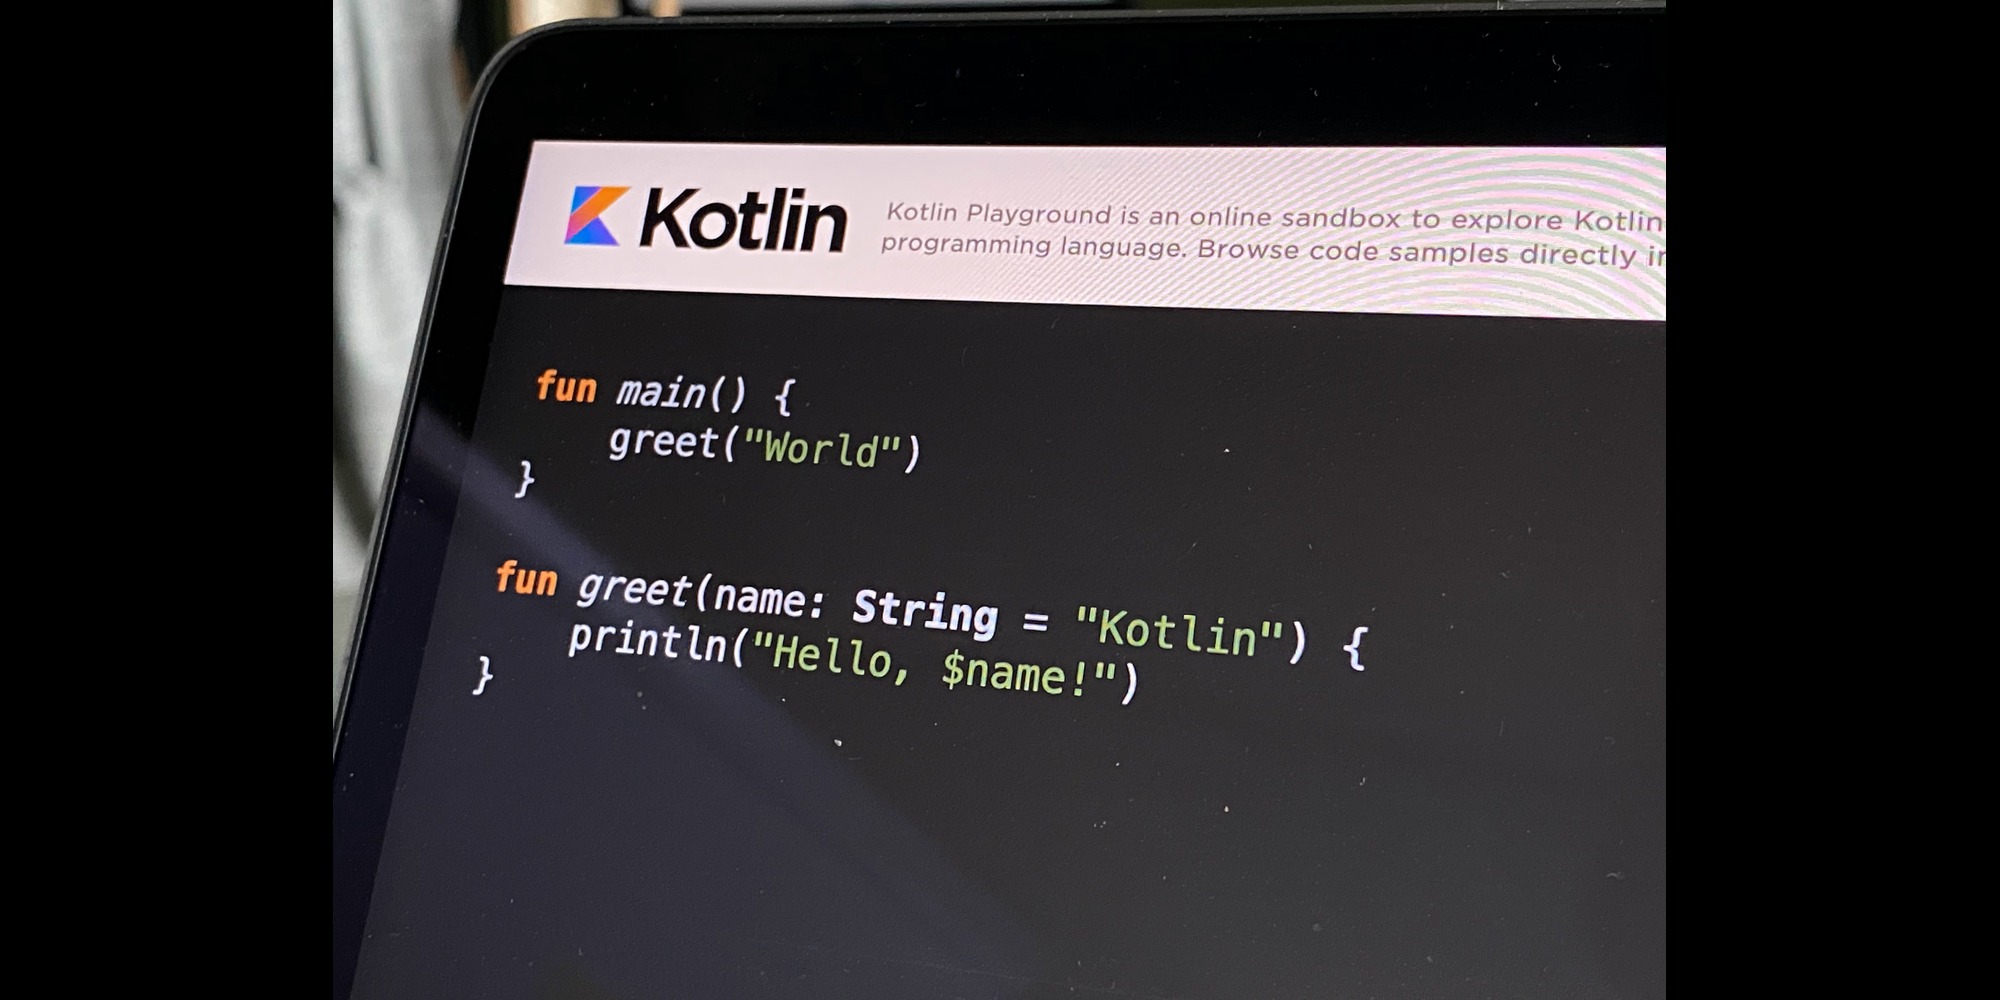 Kotlin
Kotlin Playground is an online sandbox to explore Kotlin
programming language. Browse code samples directly in
fun main() {
    greet("World")
}
fun greet(name: String = "Kotlin") {
    println("Hello, $name!")
}